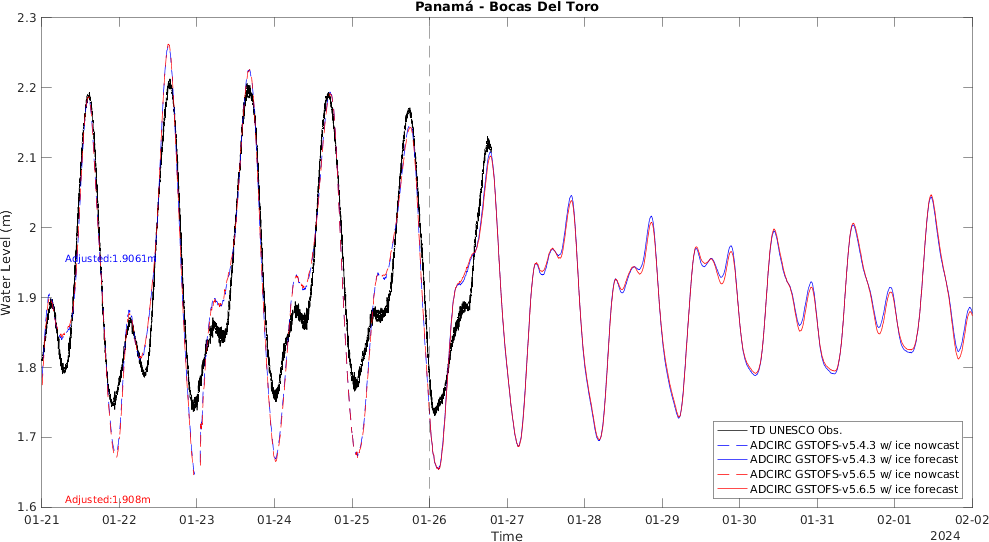 Panamá - Bocas Del Toro
2.3
2.2
2.1
2
1.9
1.8
1.7
1.6
Water Level (m)
Adjusted:1.9061m
Adjusted:1.908m
TD UNESCO Obs.
ADCIRC GSTOFS-v5.4.3 w/ ice nowcast
ADCIRC GSTOFS-v5.4.3 w/ ice forecast
ADCIRC GSTOFS-v5.6.5 w/ ice nowcast
ADCIRC GSTOFS-v5.6.5 w/ ice forecast
01-21 01-22 01-23 01-24 01-25 01-26 01-27 01-28 01-29 01-30 01-31 02-01 02-02
Time
2024